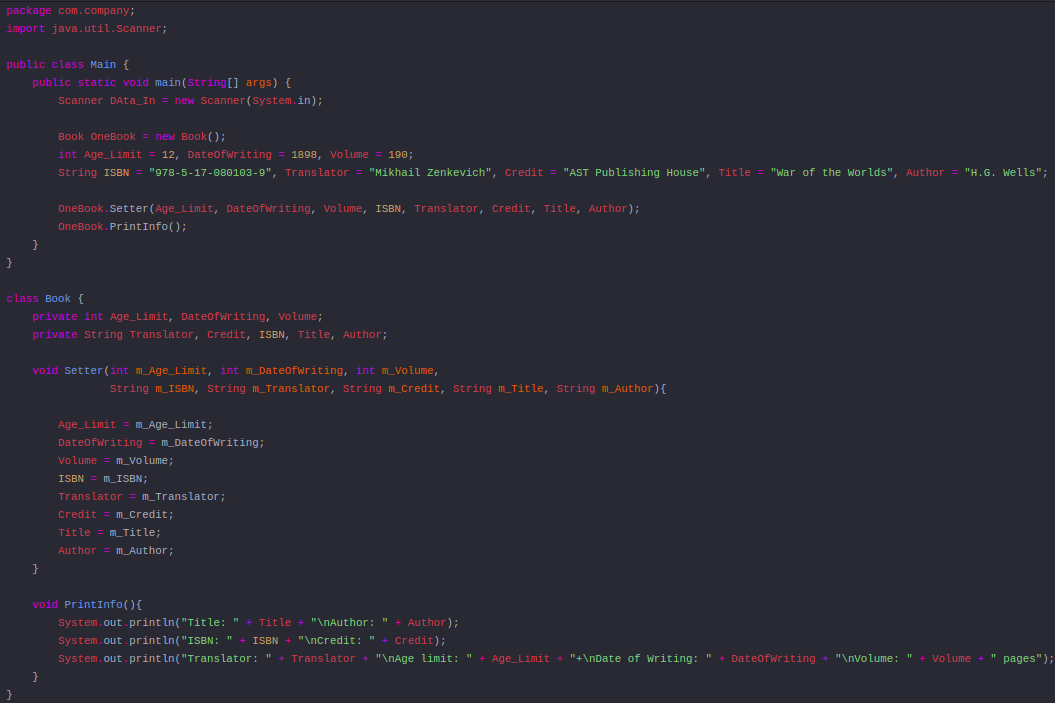 package com.company;
import java.util.Scanner;

public class Main {
    public static void main(String[] args) {
        Scanner DAta_In = new Scanner(System.in);

        Book OneBook = new Book();
        int Age_Limit = 12, DateOfWriting = 1898, Volume = 190;
        String ISBN = "978-5-17-080103-9", Translator = "Mikhail Zenkevich", Credit = "AST Publishing House", Title = "War of the Worlds", Author = "H.G. Wells";

        OneBook.Setter(Age_Limit, DateOfWriting, Volume, ISBN, Translator, Credit, Title, Author);
        OneBook.PrintInfo();
    }
}

class Book {
    private int Age_Limit, DateOfWriting, Volume;
    private String Translator, Credit, ISBN, Title, Author;

    void Setter(int m_Age_Limit, int m_DateOfWriting, int m_Volume,
                String m_ISBN, String m_Translator, String m_Credit, String m_Title, String m_Author){

        Age_Limit = m_Age_Limit;
        DateOfWriting = m_DateOfWriting;
        Volume = m_Volume;
        ISBN = m_ISBN;
        Translator = m_Translator;
        Credit = m_Credit;
        Title = m_Title;
        Author = m_Author;
    }

    void PrintInfo(){
        System.out.println("Title: " + Title + "\nAuthor: " + Author);
        System.out.println("ISBN: " + ISBN + "\nCredit: " + Credit);
        System.out.println("Translator: " + Translator + "\nAge limit: " + Age_Limit + "+\nDate of Writing: " + DateOfWriting + "\nVolume: " + Volume + " pages");
    }
}